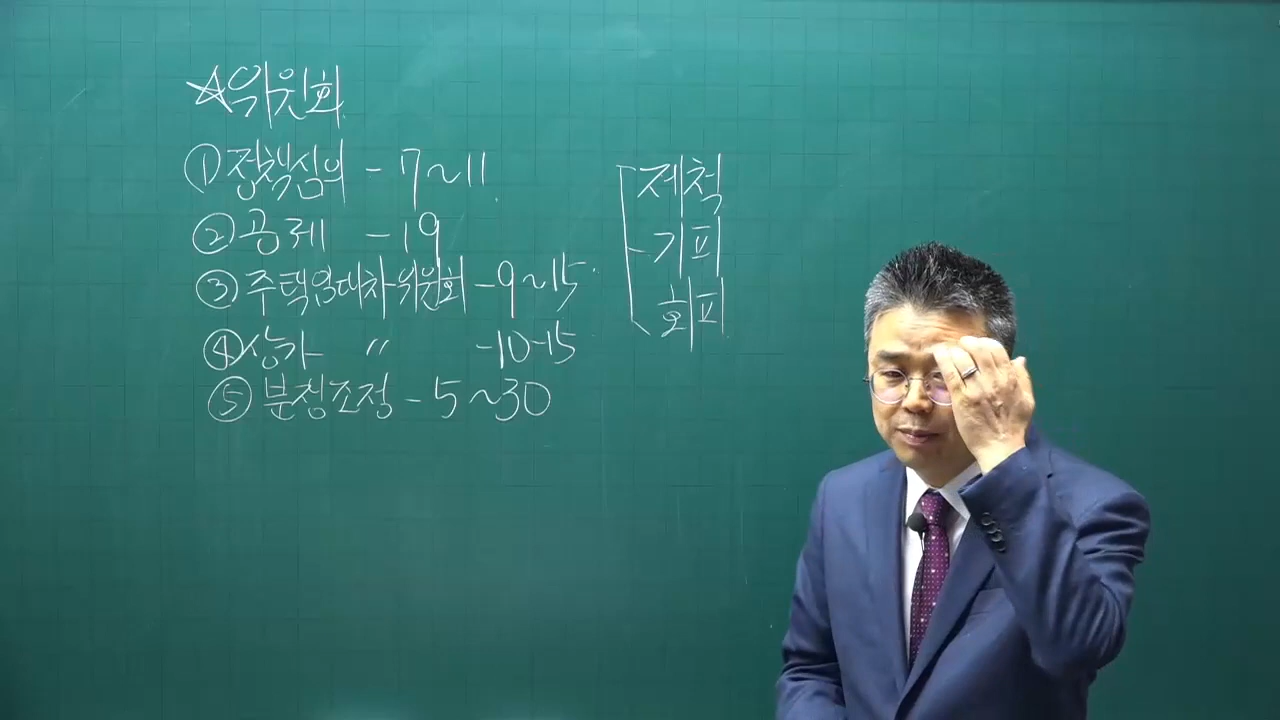 ☆위원회
①정책심의 - 7~11.
②공제 - 19
③주택임대차위원회 - 9~15.
④상가 〃 - 10-15
⑤분쟁조정 - 5~30
제척
기피
회피